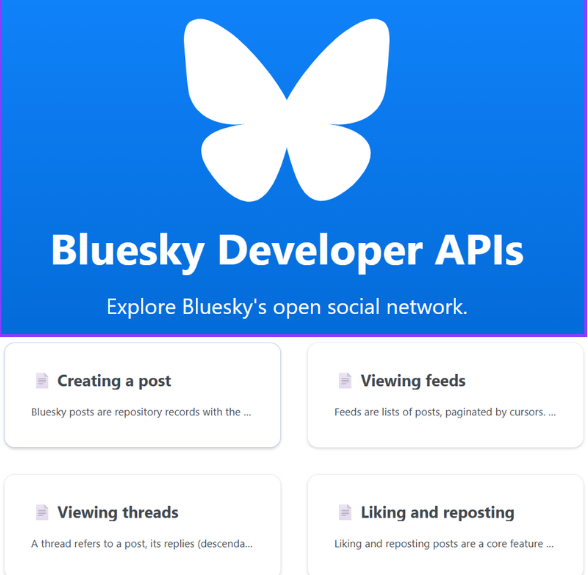 Bluesky Developer APIs
Explore Bluesky's open social network.
Creating a post
Bluesky posts are repository records with the ...
Viewing feeds
Feeds are lists of posts, paginated by cursors. ...
Viewing threads
A thread refers to a post, its replies (descenda...
Liking and reposting
Liking and reposting posts are a core feature ...